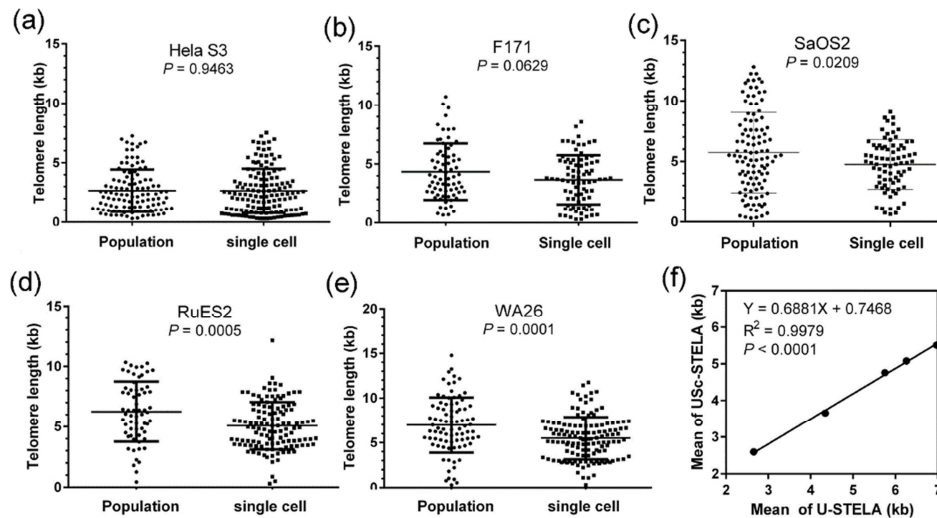 (a)
Hela S3
P = 0.9463
Telomere length (kb)
15
10
5
0
Population
single cell
(b)
F171
P = 0.0629
Telomere length (kb)
15
10
5
0
Population
Single cell
(c)
SaOS2
P = 0.0209
Telomere length (kb)
15
10
5
0
Population
Single cell
(d)
RuES2
P = 0.0005
Telomere length (kb)
15
10
5
0
Population
single cell
(e)
WA26
P = 0.0001
Telomere length (kb)
20
15
10
5
0
Population
single cell
(f)
Y = 0.6881X + 0.7468
R² = 0.9979
P < 0.0001
Mean of USc-STELA (kb)
7
6
5
4
3
2
2 3 4 5 6 7
Mean of U-STELA (kb)